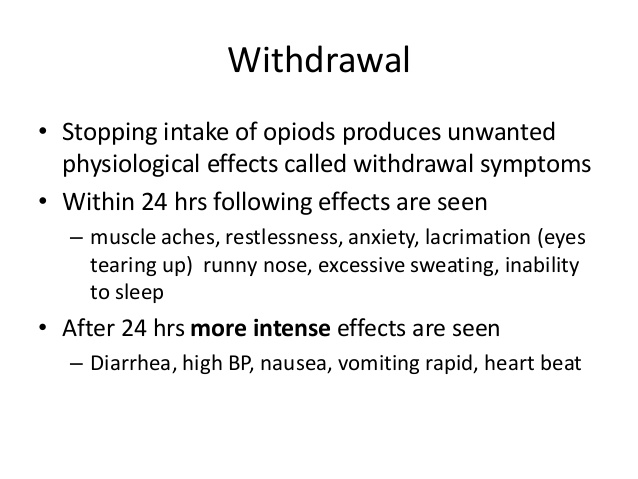 Withdrawal
• Stopping intake of opiods produces unwanted
physiological effects called withdrawal symptoms
• Within 24 hrs following effects are seen
– muscle aches, restlessness, anxiety, lacrimation (eyes
tearing up)  runny nose, excessive sweating, inability
to sleep
• After 24 hrs more intense effects are seen
– Diarrhea, high BP, nausea, vomiting rapid, heart beat